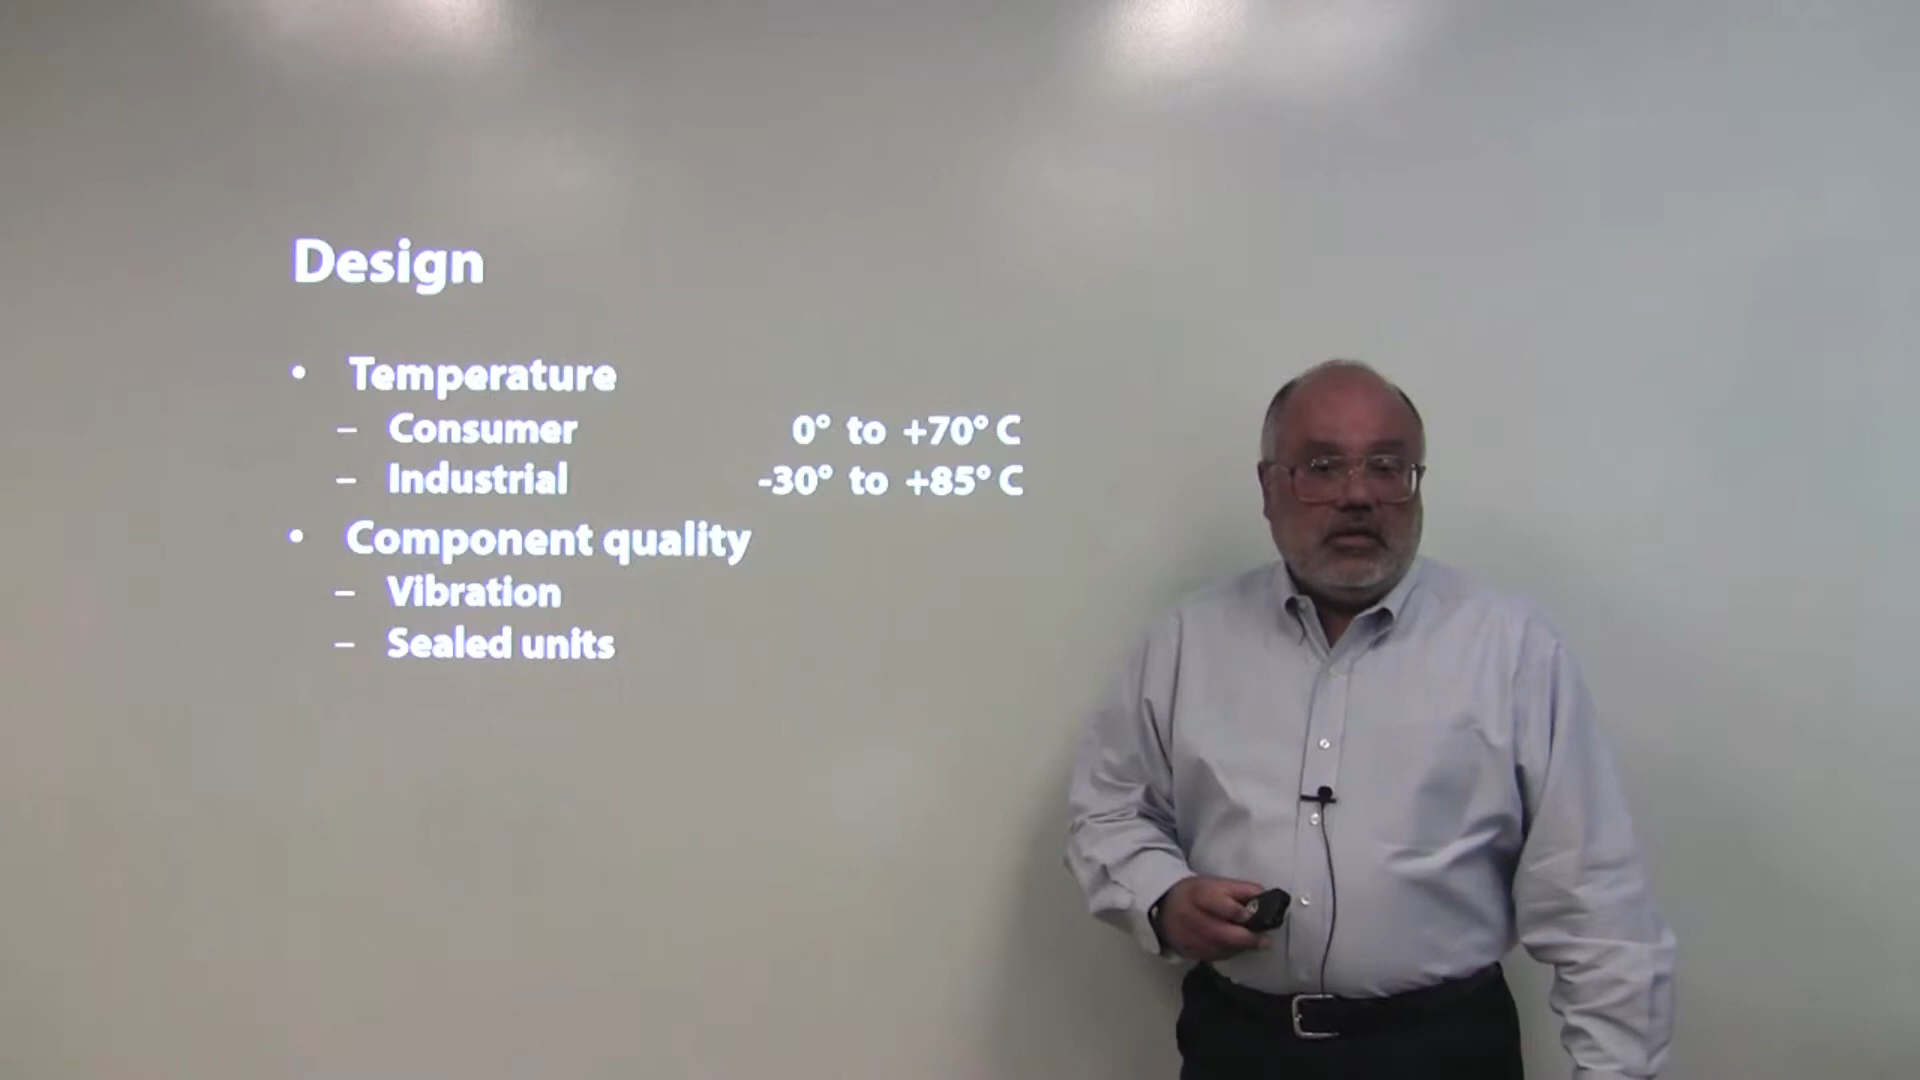 Design
• Temperature
– Consumer 0° to +70° C
– Industrial -30° to +85° C
• Component quality
– Vibration
– Sealed units